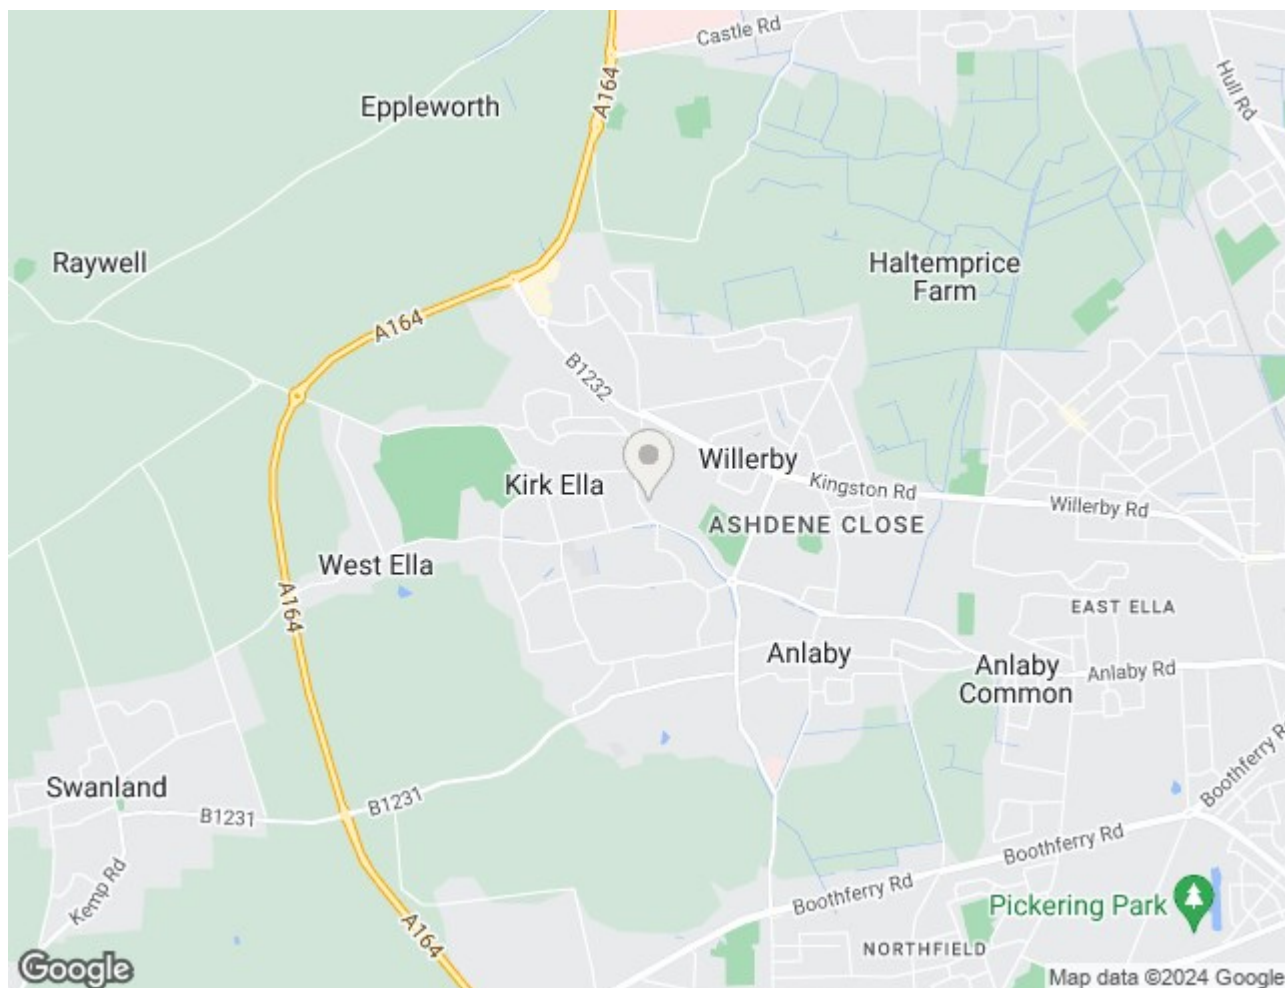 Castle Rd
Eppleworth
A164
Hull Rd
Raywell
Haltemprice
Farm
A164
B1232
Willerby
Kirk Ella
Kingston Rd
Willerby Rd
ASHDENE CLOSE
West Ella
A164
EAST ELLA
Anlaby
Anlaby
Common
Anlaby Rd
Swanland
B1231
B1231
Boothferry Rd
Boothferry Rd
Kemp Rd
Boothferry Rd
Pickering Park
A164
NORTHFIELD
Google
Map data ©2024 Google